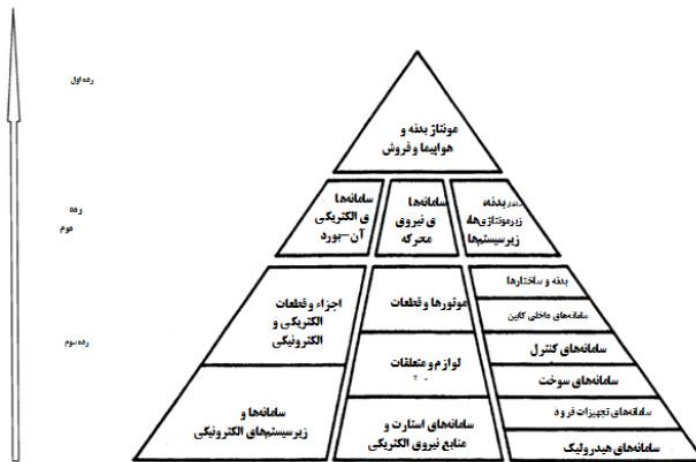 رده اول
مونتاژ بدنه و
هواپیما و فروش
رده
دوم
بدنه،
زیرمونتاژی‌ها،
زیرسیستم‌ها
سامانه‌ها
ی نیروی
محرکه
سامانه‌ها
ی الکتریکی
آن–بورد
رده سوم
بدنه و ساختارها
سامانه‌های داخلی کابین
سامانه‌های کنترل
سامانه‌های سوخت
سامانه‌های تجهیزات فرود
سامانه‌های هیدرولیک
موتورها و قطعات
لوازم و متعلقات
سامانه‌های استارت و
منابع نیروی الکتریکی
اجزاء و قطعات
الکتریکی و
الکترونیکی
سامانه‌ها و
زیرسیستم‌های الکترونیکی